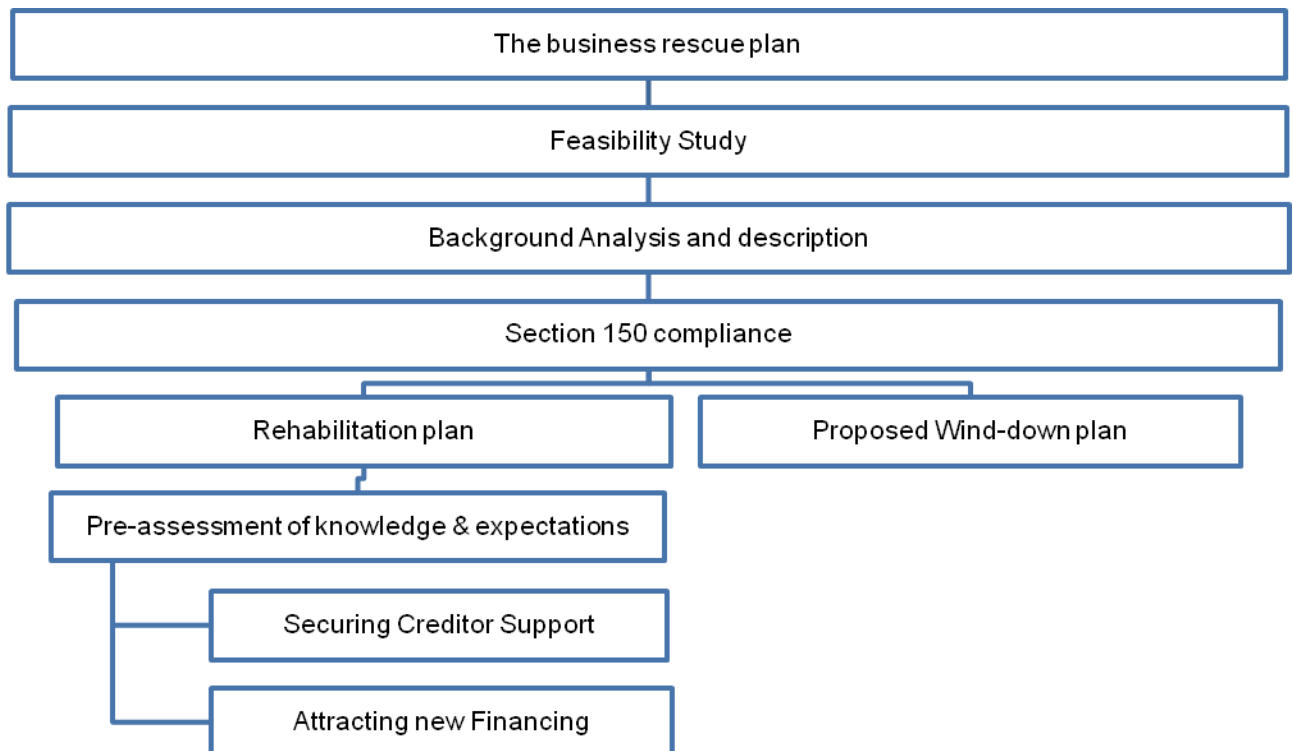 The business rescue plan
Feasibility Study
Background Analysis and description
Section 150 compliance
Rehabilitation plan
Proposed Wind-down plan
Pre-assessment of knowledge & expectations
Securing Creditor Support
Attracting new Financing